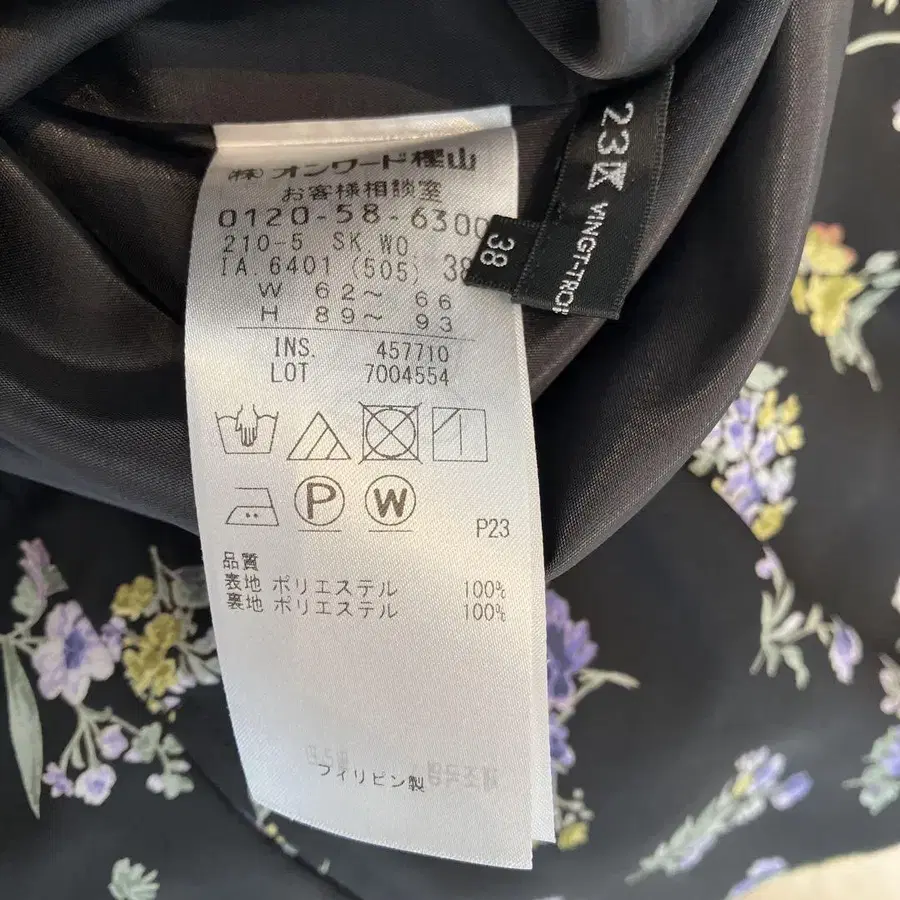 ㈱オンワード樫山
お客様相談室
0120-58-6300
210-5 SK.WO
IA.6401 (505) 38
W 62～ 66
H 89～ 93
INS. 457710
LOT 7004554
P
W
P23
品質
表地 ポリエステル 100%
裏地 ポリエステル 100%
フィリピン製
23区
VINGT-TROI
38